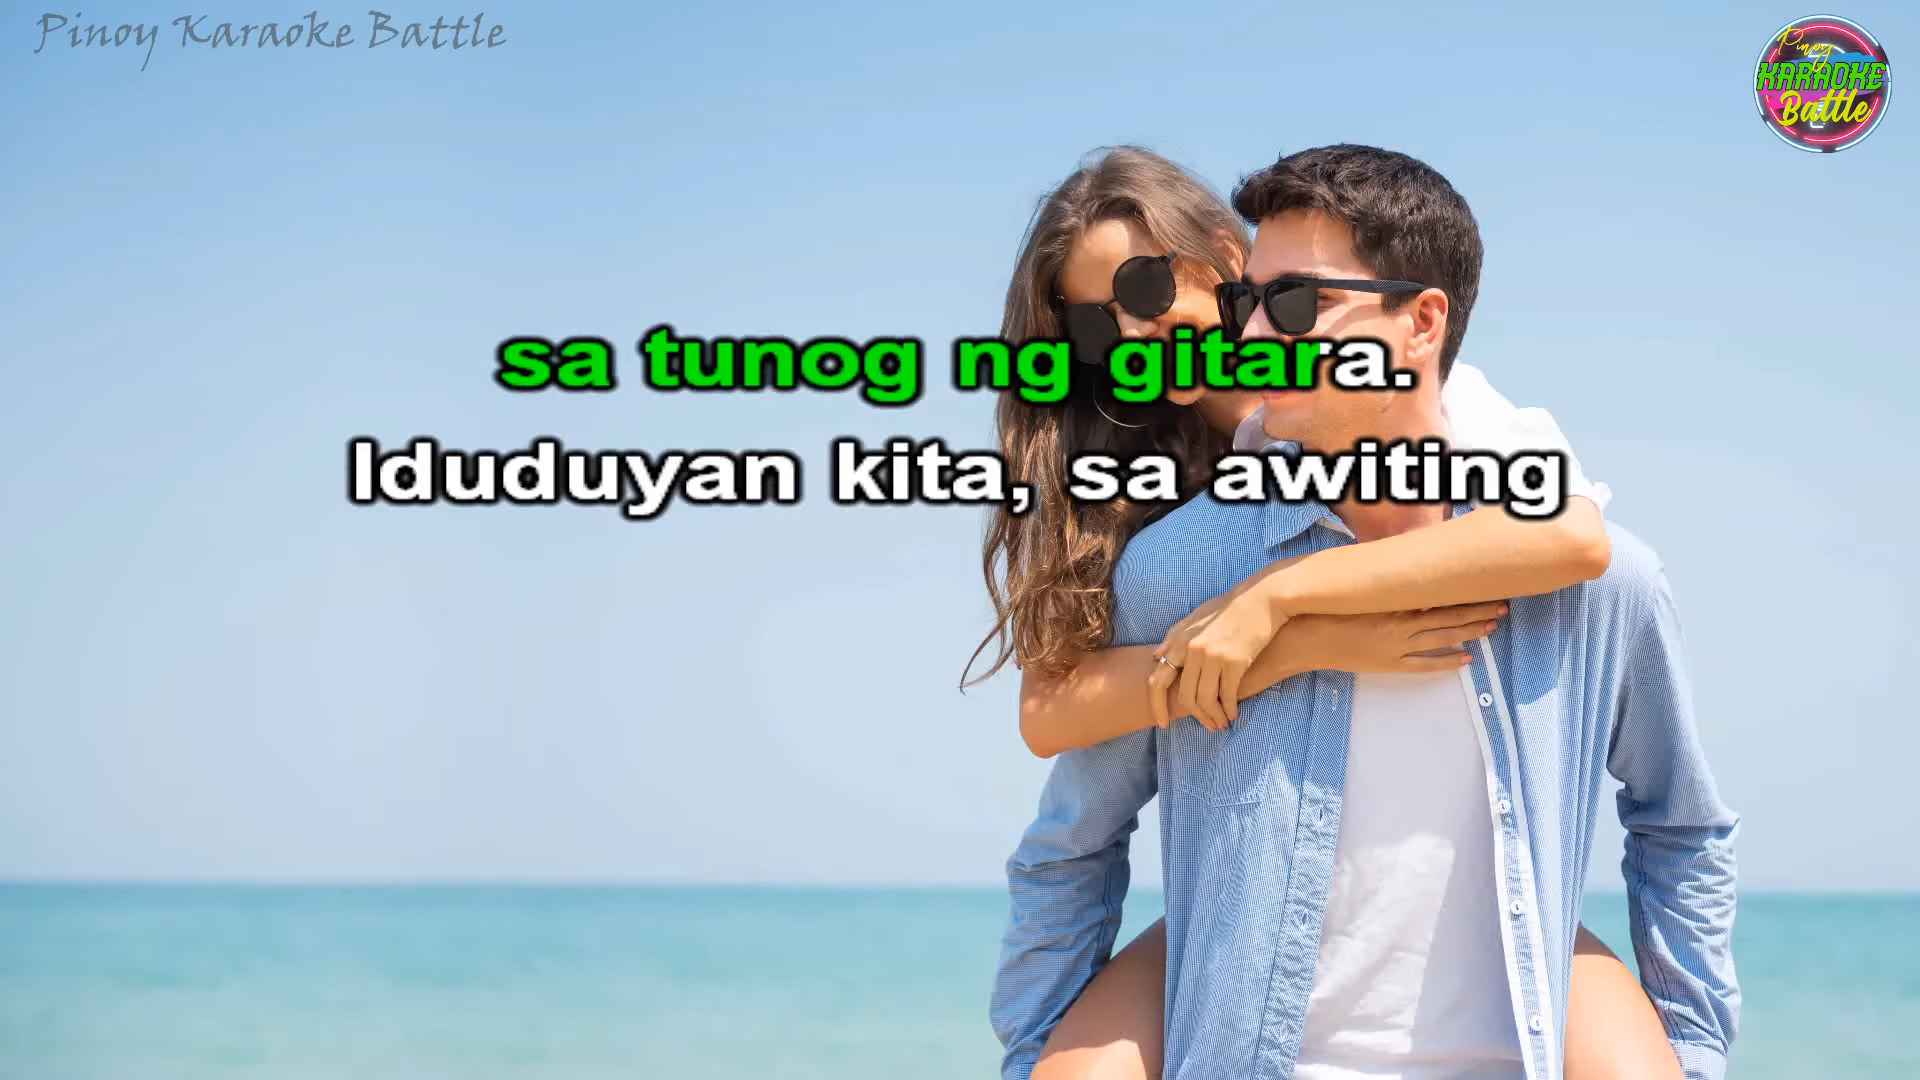 Pinoy Karaoke Battle
Pinoy
KARAOKE
Battle
sa tunog ng gitara.
Iduduyan kita, sa awiting